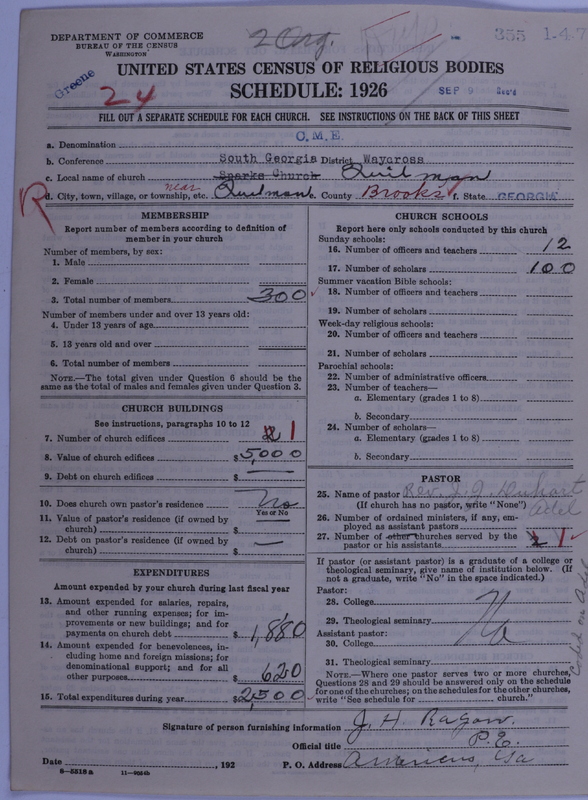 DEPARTMENT OF COMMERCE
BUREAU OF THE CENSUS
WASHINGTON
2 Org.
355 1-4-7
Greene
24
UNITED STATES CENSUS OF RELIGIOUS BODIES
SCHEDULE: 1926
SEP 9 Rec'd
FILL OUT A SEPARATE SCHEDULE FOR EACH CHURCH. SEE INSTRUCTIONS ON THE BACK OF THIS SHEET
a. Denomination C.M.E.
b. Conference South Georgia District Waycross
c. Local name of church Sparks Church Quitman
R
d. City, town, village, or township, etc. near Quitman e. County Brooks f. State GEORGIA
MEMBERSHIP
Report number of members according to definition of
member in your church
Number of members, by sex:
1. Male
2. Female
3. Total number of members 300
Number of members under and over 13 years old:
4. Under 13 years of age
5. 13 years old and over
6. Total number of members
NOTE.—The total given under Question 6 should be the
same as the total of males and females given under Question 3.
CHURCH BUILDINGS
See instructions, paragraphs 10 to 12
7. Number of church edifices 1
8. Value of church edifices $5,000
9. Debt on church edifices $ —
10. Does church own pastor's residence No
Yes or No
11. Value of pastor's residence (if owned by
church) $ —
12. Debt on pastor's residence (if owned by
church) $ —
EXPENDITURES
Amount expended by your church during last fiscal year
13. Amount expended for salaries, repairs,
and other running expenses; for im-
provements or new buildings; and for
payments on church debt $1,880
14. Amount expended for benevolences, in-
cluding home and foreign missions; for
denominational support; and for all
other purposes $ 620
15. Total expenditures during year $2500
CHURCH SCHOOLS
Report here only schools conducted by this church
Sunday schools:
16. Number of officers and teachers 12
17. Number of scholars 100
Summer vacation Bible schools:
18. Number of officers and teachers
19. Number of scholars
Week-day religious schools:
20. Number of officers and teachers
21. Number of scholars
Parochial schools:
22. Number of administrative officers
23. Number of teachers—
a. Elementary (grades 1 to 8)
b. Secondary
24. Number of scholars—
a. Elementary (grades 1 to 8)
b. Secondary
PASTOR
25. Name of pastor Rev. J. G. Duhart
(If church has no pastor, write "None") Adel
26. Number of ordained ministers, if any, em-
ployed as assistant pastors
27. Number of other churches served by the
pastor or his assistants 1
If pastor (or assistant pastor) is a graduate of a college or
theological seminary, give name of institution below. (If
not a graduate, write "No" in the space indicated.)
Pastor:
28. College
29. Theological seminary No
Assistant pastor:
30. College
31. Theological seminary
NOTE.—Where one pastor serves two or more churches,
Questions 28 and 29 should be answered only on the schedule
for one of the churches; on the schedules for the other churches,
write "See schedule for church."
Signature of person furnishing information J. H. Ragan.
Official title P.E.
Date , 192 P. O. Address Americus, Ga
6—5518a 11—9054b